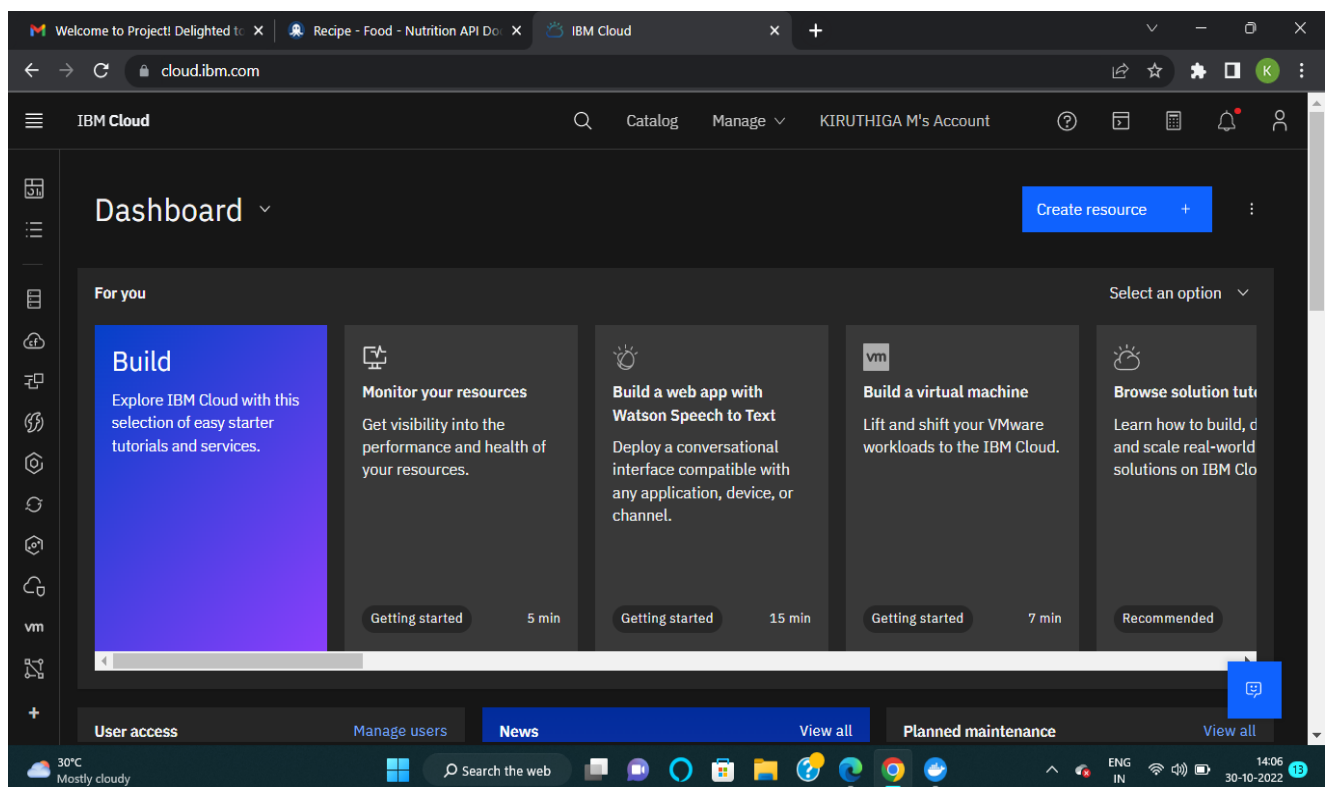 Welcome to Project! Delighted to
Recipe - Food - Nutrition API Do
IBM Cloud
cloud.ibm.com
K
IBM Cloud
Catalog
Manage
KIRUTHIGA M's Account
Dashboard
Create resource +
For you
Select an option
Build
Explore IBM Cloud with this
selection of easy starter
tutorials and services.
Monitor your resources
Get visibility into the
performance and health of
your resources.
Getting started
5 min
Build a web app with
Watson Speech to Text
Deploy a conversational
interface compatible with
any application, device, or
channel.
Getting started
15 min
vm
Build a virtual machine
Lift and shift your VMware
workloads to the IBM Cloud.
Getting started
7 min
Browse solution tut
Learn how to build, d
and scale real-world
solutions on IBM Clo
Recommended
cf
vm
User access
Manage users
News
View all
Planned maintenance
View all
30°C
Mostly cloudy
Search the web
ENG
IN
14:06
30-10-2022
13